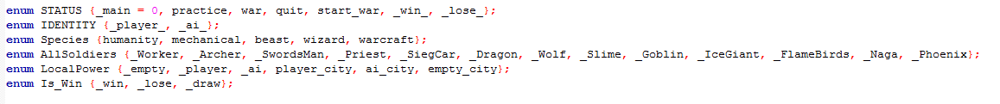 enum STATUS {_main = 0, practice, war, quit, start_war, _win_, _lose_};
enum IDENTITY {_player_, _ai_};
enum Species {humanity, mechanical, beast, wizard, warcraft};
enum AllSoldiers {_Worker, _Archer, _SwordsMan, _Priest, _SiegCar, _Dragon, _Wolf, _Slime, _Goblin, _IceGiant, _FlameBirds, _Naga, _Phoenix};
enum LocalPower {_empty, _player, _ai, player_city, ai_city, empty_city};
enum Is_Win {_win, _lose, _draw};